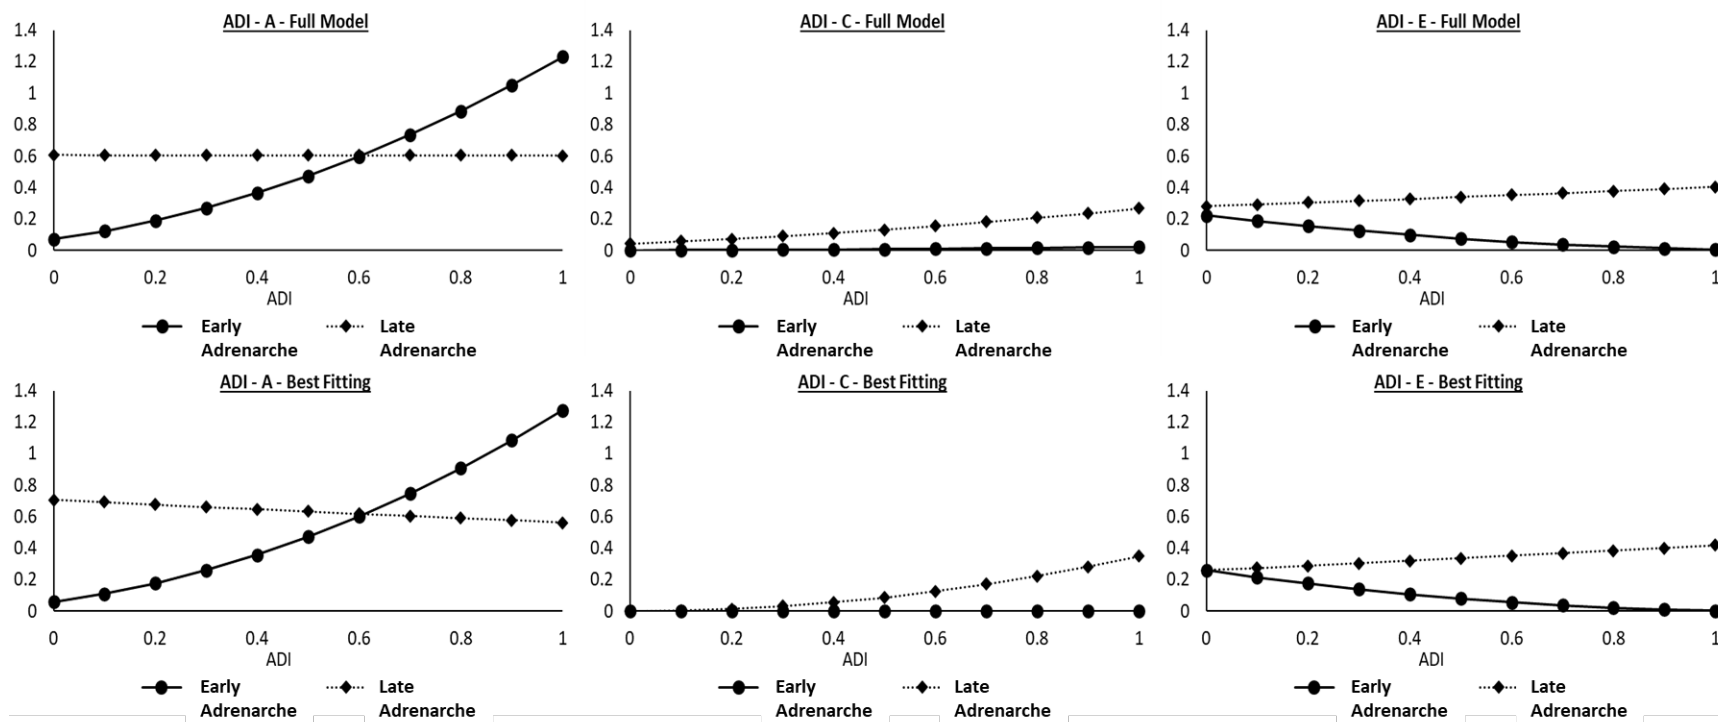 ADI - A - Full Model
1.4
1.2
1
0.8
0.6
0.4
0.2
0
0 0.2 0.4 0.6 0.8 1
ADI
Early Adrenarche
Late Adrenarche
ADI - C - Full Model
1.4
1.2
1
0.8
0.6
0.4
0.2
0
0 0.2 0.4 0.6 0.8 1
ADI
Early Adrenarche
Late Adrenarche
ADI - E - Full Model
1.4
1.2
1
0.8
0.6
0.4
0.2
0
0 0.2 0.4 0.6 0.8 1
ADI
Early Adrenarche
Late Adrenarche
ADI - A - Best Fitting
1.4
1.2
1
0.8
0.6
0.4
0.2
0
0 0.2 0.4 0.6 0.8 1
ADI
Early Adrenarche
Late Adrenarche
ADI - C - Best Fitting
1.4
1.2
1
0.8
0.6
0.4
0.2
0
0 0.2 0.4 0.6 0.8 1
ADI
Early Adrenarche
Late Adrenarche
ADI - E - Best Fitting
1.4
1.2
1
0.8
0.6
0.4
0.2
0
0 0.2 0.4 0.6 0.8 1
ADI
Early Adrenarche
Late Adrenarche